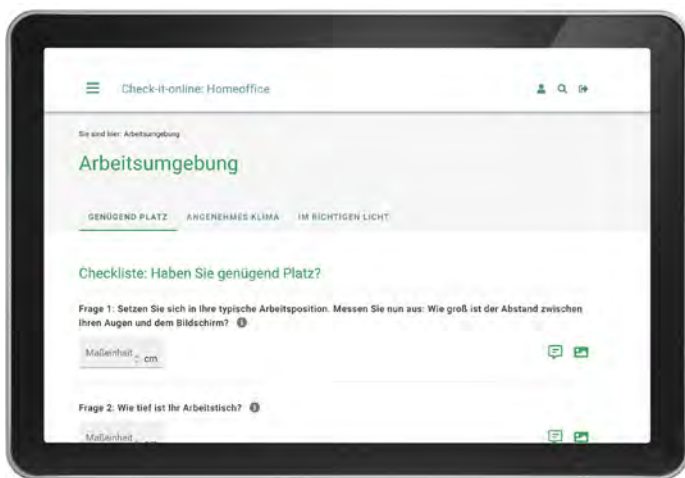 Check-it-online: Homeoffice
Sie sind hier: Arbeitsumgebung
Arbeitsumgebung
GENÜGEND PLATZ ANGENEHMES KLIMA IM RICHTIGEN LICHT
Checkliste: Haben Sie genügend Platz?
Frage 1: Setzen Sie sich in Ihre typische Arbeitsposition. Messen Sie nun aus: Wie groß ist der Abstand zwischen
Ihren Augen und dem Bildschirm?
Maßeinheit cm
Frage 2: Wie tief ist Ihr Arbeitstisch?
Maßeinheit